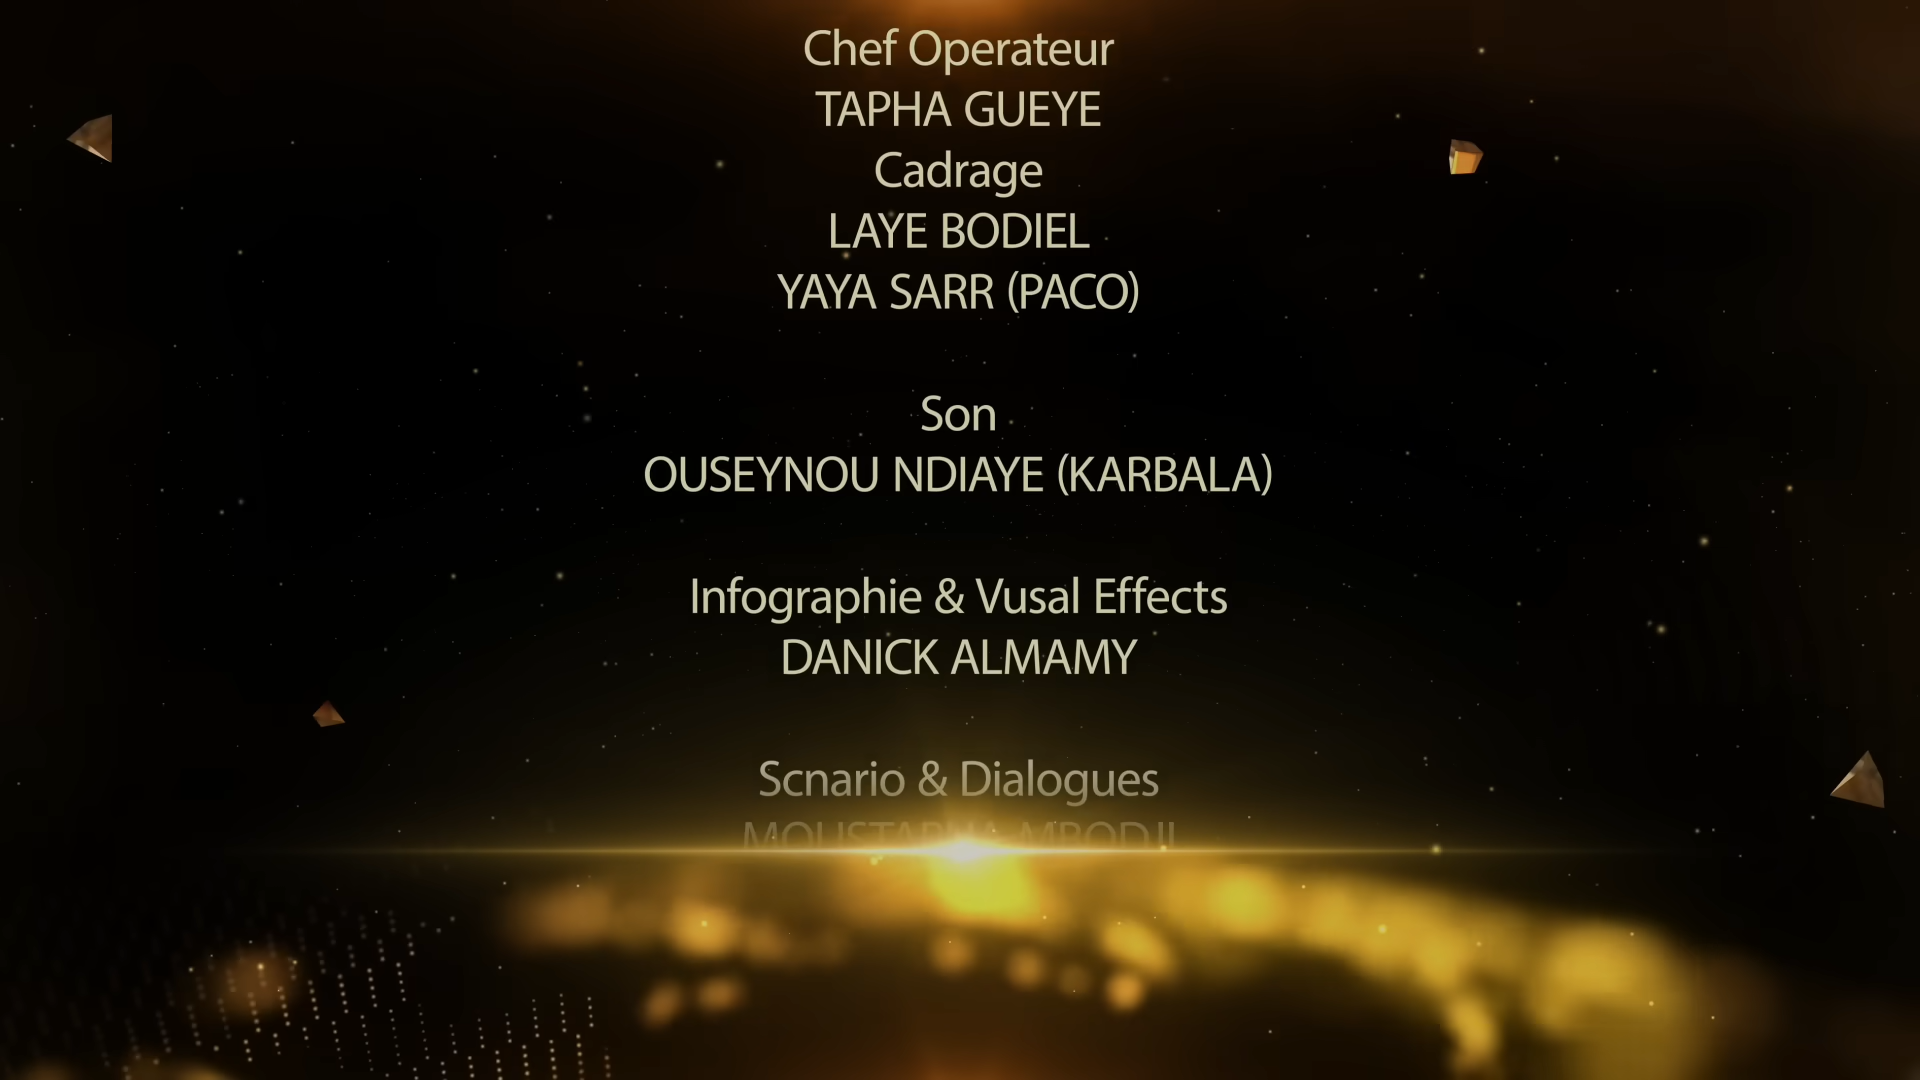 Chef Operateur
TAPHA GUEYE
Cadrage
LAYE BODIEL
YAYA SARR (PACO)
Son
OUSEYNOU NDIAYE (KARBALA)
Infographie & Vusal Effects
DANICK ALMAMY
Scnario & Dialogues